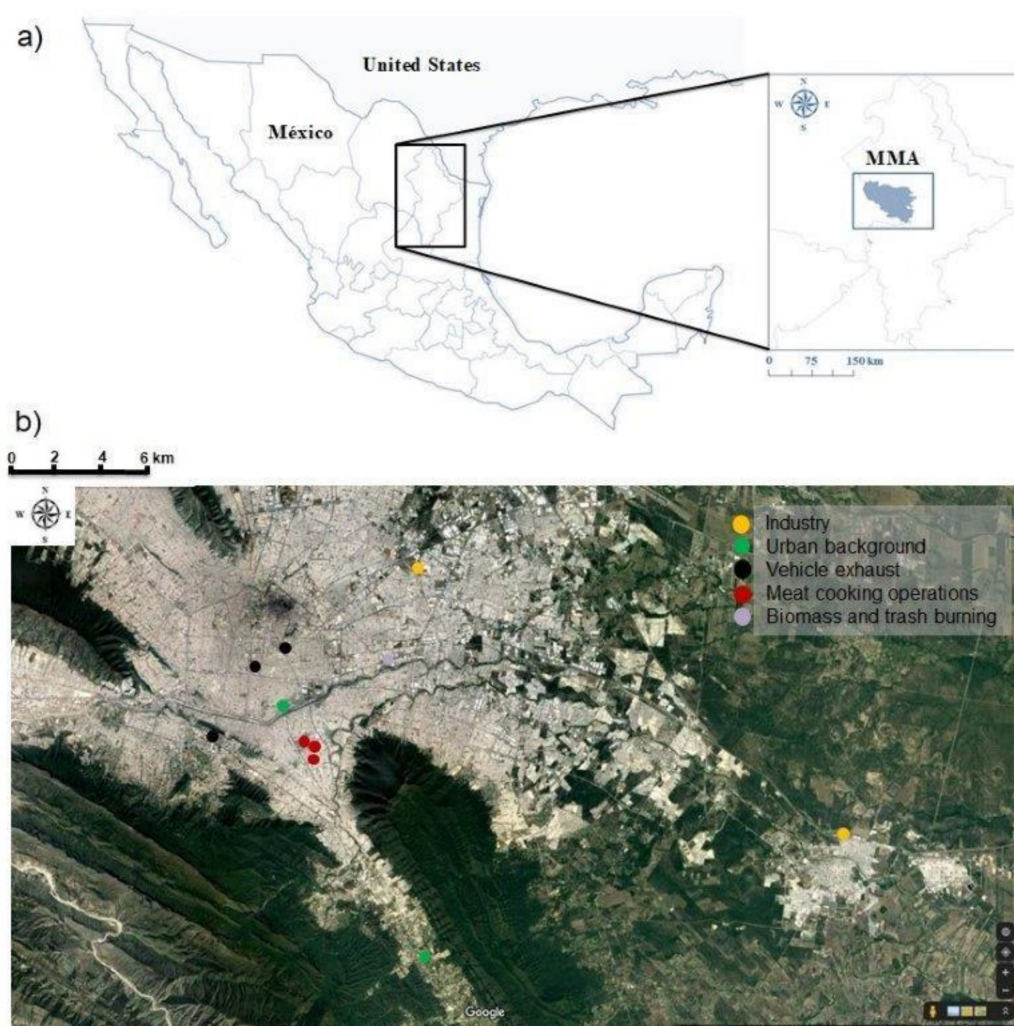 a)
United States
México
N
W E
S
MMA
0 75 150 km
b)
0 2 4 6 km
N
W E
S
Industry
Urban background
Vehicle exhaust
Meat cooking operations
Biomass and trash burning
Google